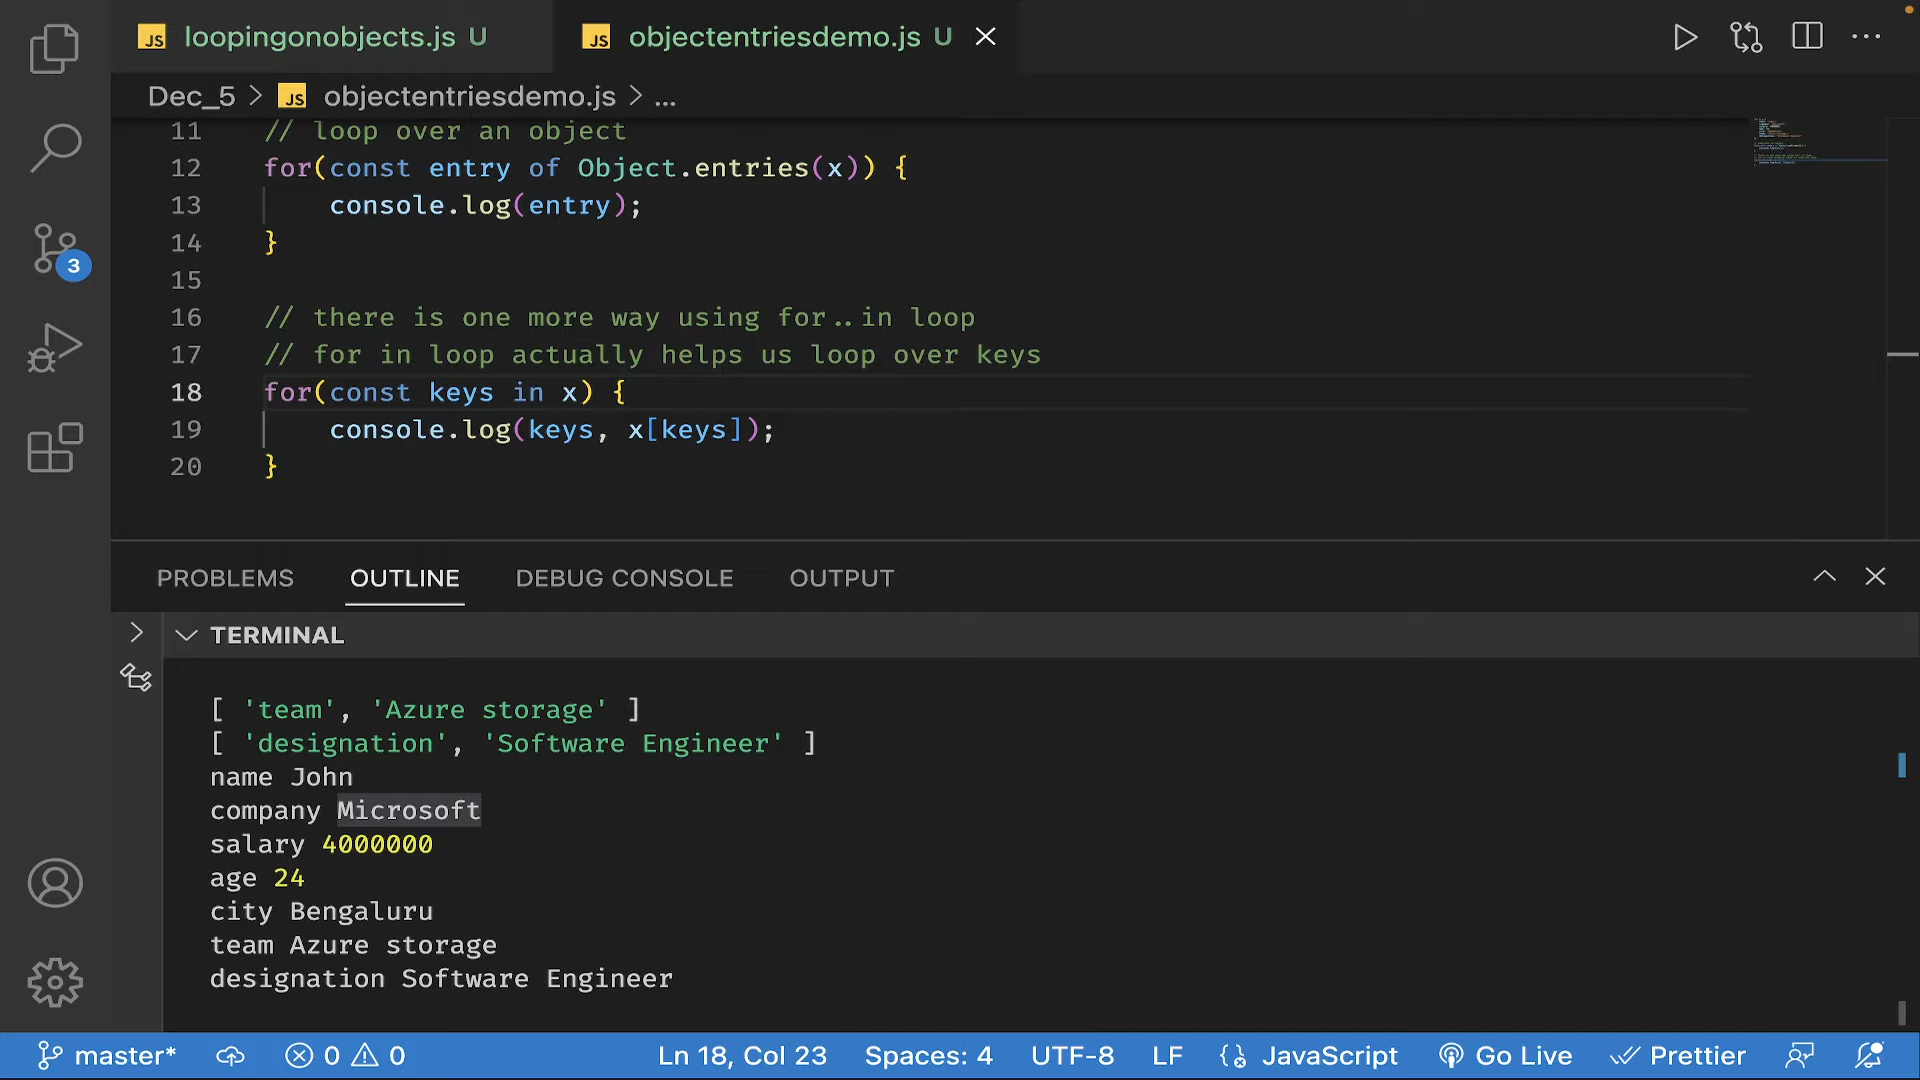 JS loopingonobjects.js U
JS objectentriesdemo.js U
Dec_5 > JS objectentriesdemo.js > ...
11 // loop over an object
12 for(const entry of Object.entries(x)) {
13 console.log(entry);
14 }
15
16 // there is one more way using for..in loop
17 // for in loop actually helps us loop over keys
18 for(const keys in x) {
19 console.log(keys, x[keys]);
20 }
3
PROBLEMS OUTLINE DEBUG CONSOLE OUTPUT
TERMINAL
[ 'team', 'Azure storage' ]
[ 'designation', 'Software Engineer' ]
name John
company Microsoft
salary 4000000
age 24
city Bengaluru
team Azure storage
designation Software Engineer
master* 0 0 Ln 18, Col 23 Spaces: 4 UTF-8 LF JavaScript Go Live Prettier